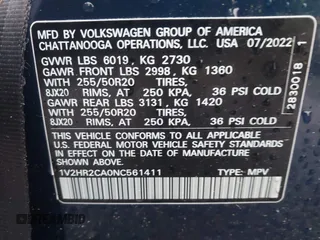 MFD BY VOLKSWAGEN GROUP OF AMERICA
CHATTANOOGA OPERATIONS, LLC. USA 07/2022
GVWR LBS 6019, KG 2730
GAWR FRONT LBS 2998, KG 1360
WITH 255/50R20 TIRES,
8JX20 RIMS, AT 250 KPA, 36 PSI COLD
GAWR REAR LBS 3131, KG 1420
WITH 255/50R20 TIRES,
8JX20 RIMS, AT 250 KPA, 36 PSI COLD
THIS VEHICLE CONFORMS TO ALL APPLICABLE
U.S. FEDERAL MOTOR VEHICLE SAFETY AND
THEFT PREVENTION STANDARDS IN EFFECT ON
THE DATE OF MANUFACTURE SHOWN ABOVE.
1V2HR2CA0NC561411 TYPE: MPV
2830018 1